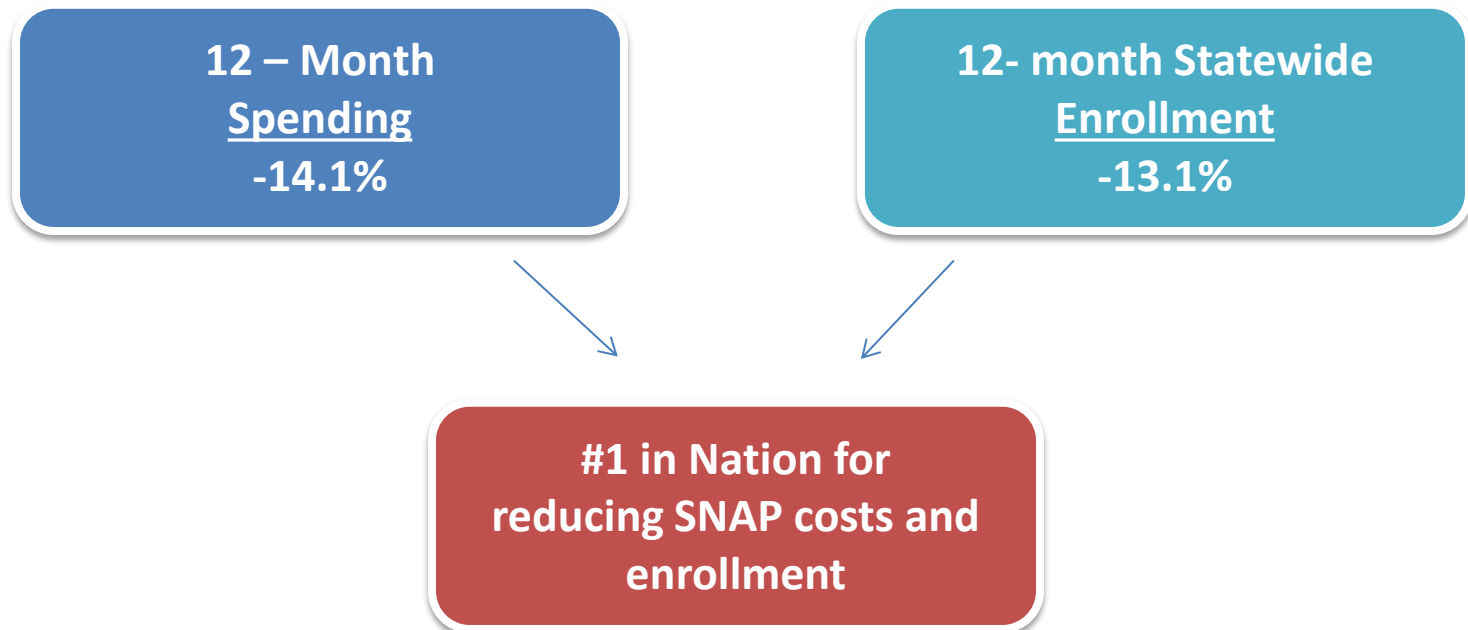 12 – Month
Spending
-14.1%
12- month Statewide
Enrollment
-13.1%
#1 in Nation for
reducing SNAP costs and
enrollment